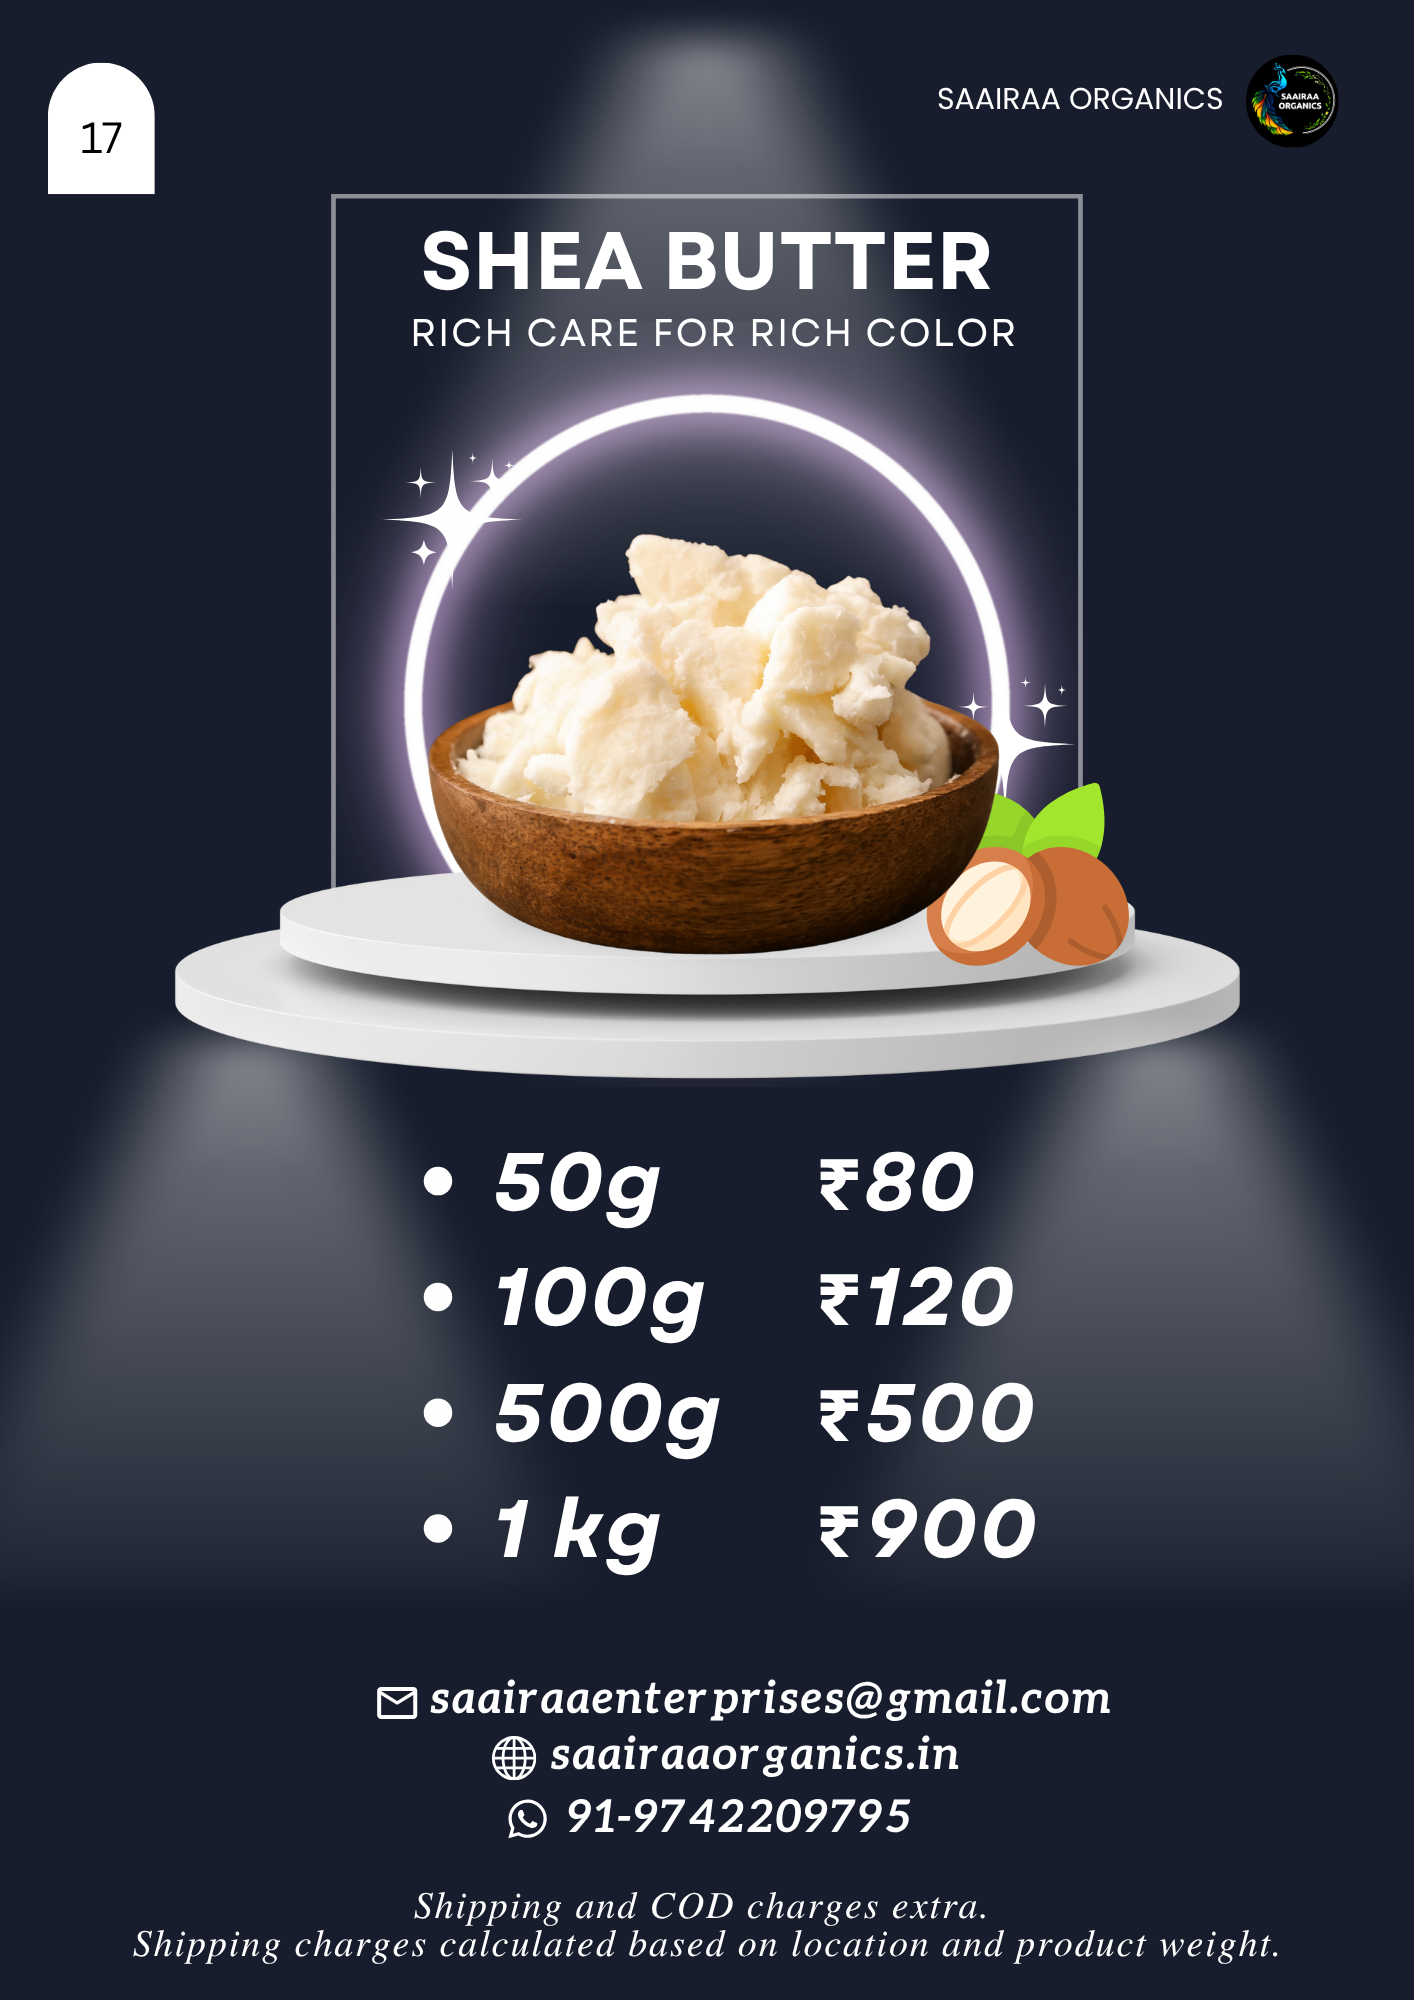 17
SAAIRAA ORGANICS
SAAIRAA
ORGANICS
SHEA BUTTER
RICH CARE FOR RICH COLOR
• 50g ₹80
• 100g ₹120
• 500g ₹500
• 1 kg ₹900
saairaaenterprises@gmail.com
saairaaorganics.in
91-9742209795
Shipping and COD charges extra.
Shipping charges calculated based on location and product weight.